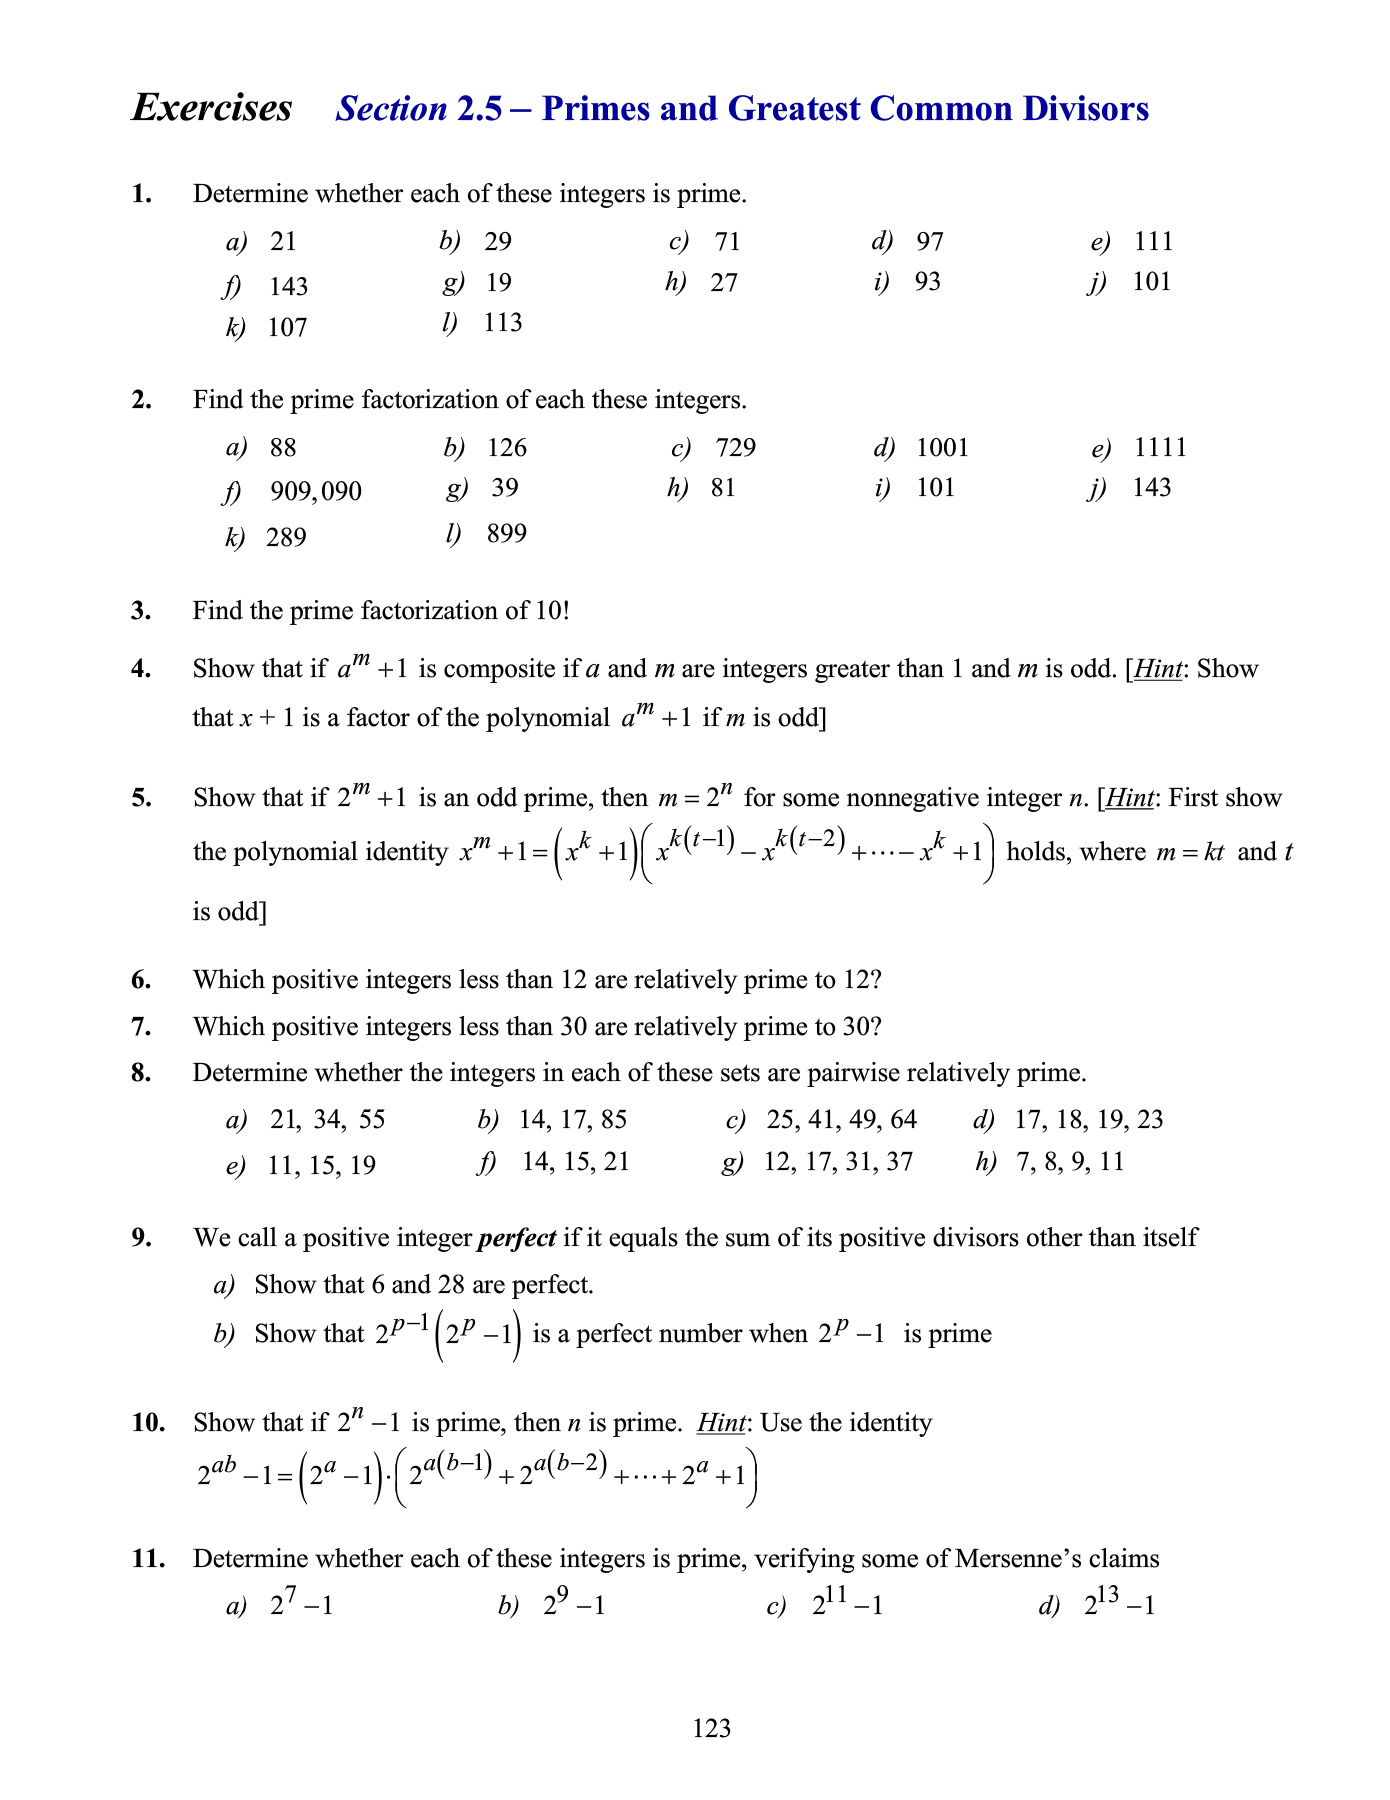 Exercises Section 2.5 – Primes and Greatest Common Divisors
1. Determine whether each of these integers is prime.
a) 21 b) 29 c) 71 d) 97 e) 111
f) 143 g) 19 h) 27 i) 93 j) 101
k) 107 l) 113
2. Find the prime factorization of each these integers.
a) 88 b) 126 c) 729 d) 1001 e) 1111
f) 909,090 g) 39 h) 81 i) 101 j) 143
k) 289 l) 899
3. Find the prime factorization of 10!
4. Show that if a^m + 1 is composite if a and m are integers greater than 1 and m is odd. [Hint: Show
that x + 1 is a factor of the polynomial a^m + 1 if m is odd]
5. Show that if 2^m + 1 is an odd prime, then m = 2^n for some nonnegative integer n. [Hint: First show
the polynomial identity x^m + 1 = (x^k + 1)(x^{k(t−1)} − x^{k(t−2)} + ⋯ − x^k + 1) holds, where m = kt and t
is odd]
6. Which positive integers less than 12 are relatively prime to 12?
7. Which positive integers less than 30 are relatively prime to 30?
8. Determine whether the integers in each of these sets are pairwise relatively prime.
a) 21, 34, 55 b) 14, 17, 85 c) 25, 41, 49, 64 d) 17, 18, 19, 23
e) 11, 15, 19 f) 14, 15, 21 g) 12, 17, 31, 37 h) 7, 8, 9, 11
9. We call a positive integer perfect if it equals the sum of its positive divisors other than itself
a) Show that 6 and 28 are perfect.
b) Show that 2^{p−1}(2^p − 1) is a perfect number when 2^p − 1 is prime
10. Show that if 2^n − 1 is prime, then n is prime. Hint: Use the identity
2^{ab} − 1 = (2^a − 1)·(2^{a(b−1)} + 2^{a(b−2)} + ⋯ + 2^a + 1)
11. Determine whether each of these integers is prime, verifying some of Mersenne’s claims
a) 2^7 − 1 b) 2^9 − 1 c) 2^{11} − 1 d) 2^{13} − 1
123